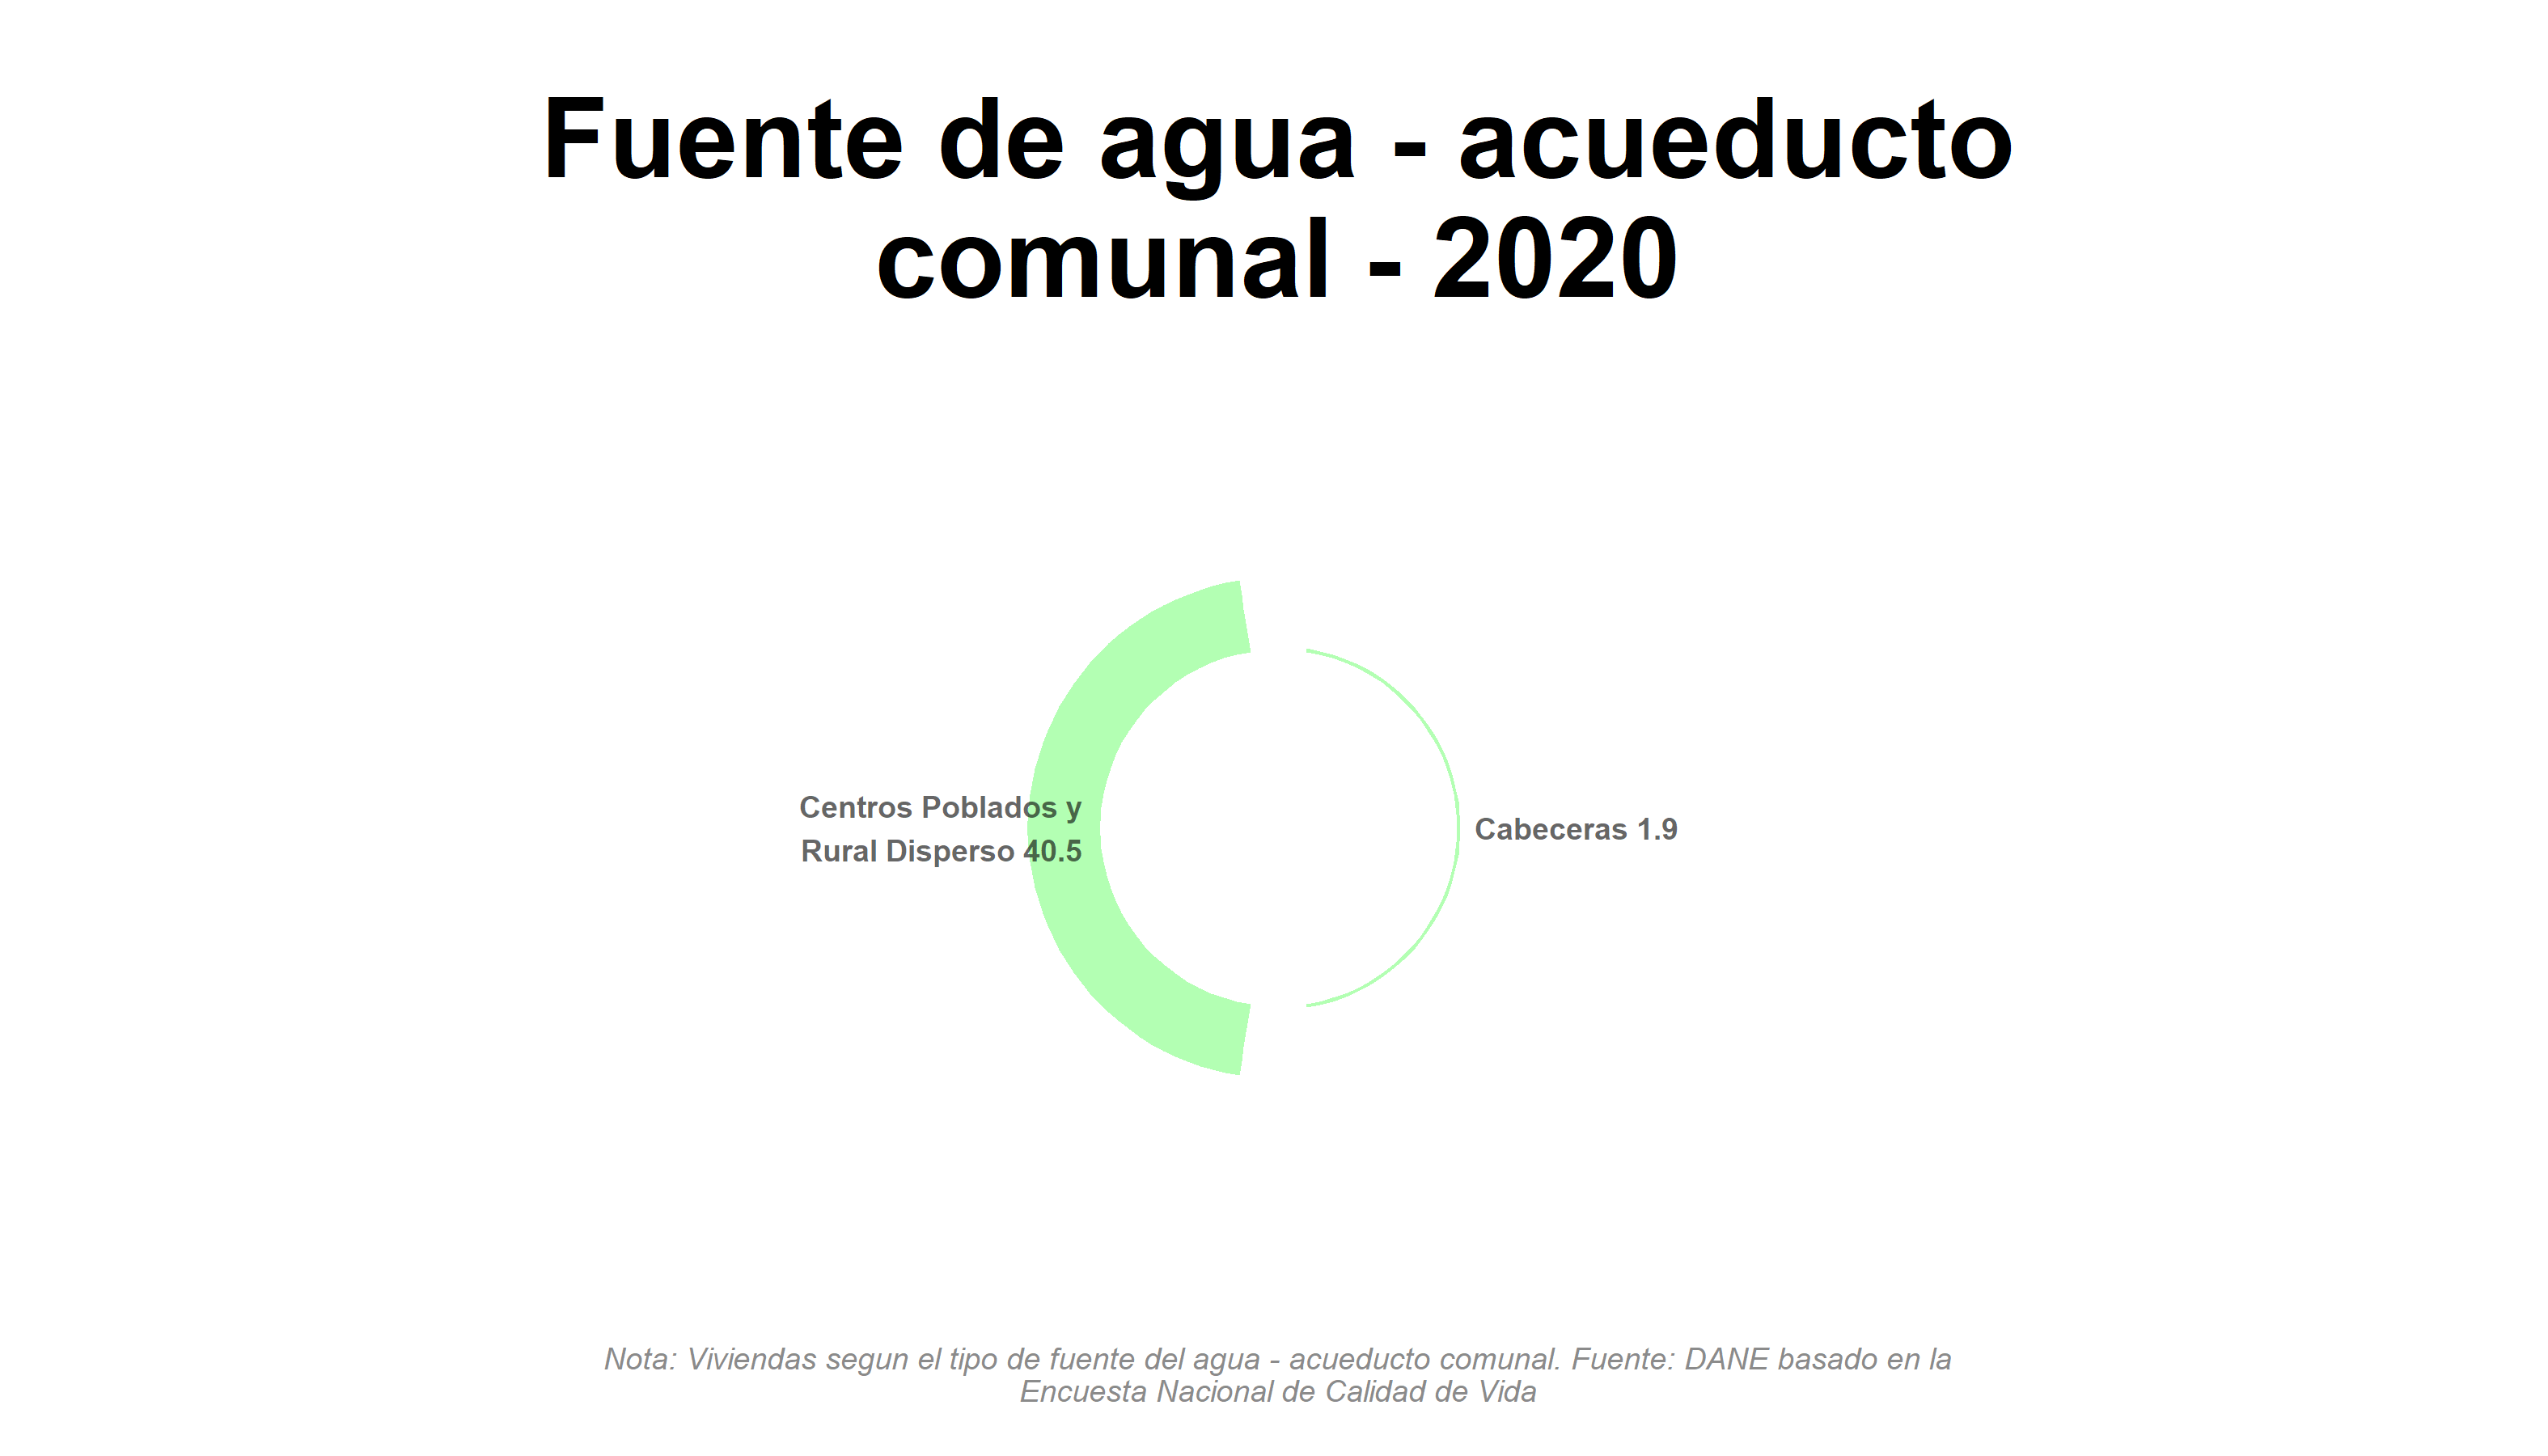 Fuente de agua - acueducto
comunal - 2020
Centros Poblados y
Rural Disperso 40.5
Cabeceras 1.9
Nota: Viviendas segun el tipo de fuente del agua - acueducto comunal. Fuente: DANE basado en la
Encuesta Nacional de Calidad de Vida